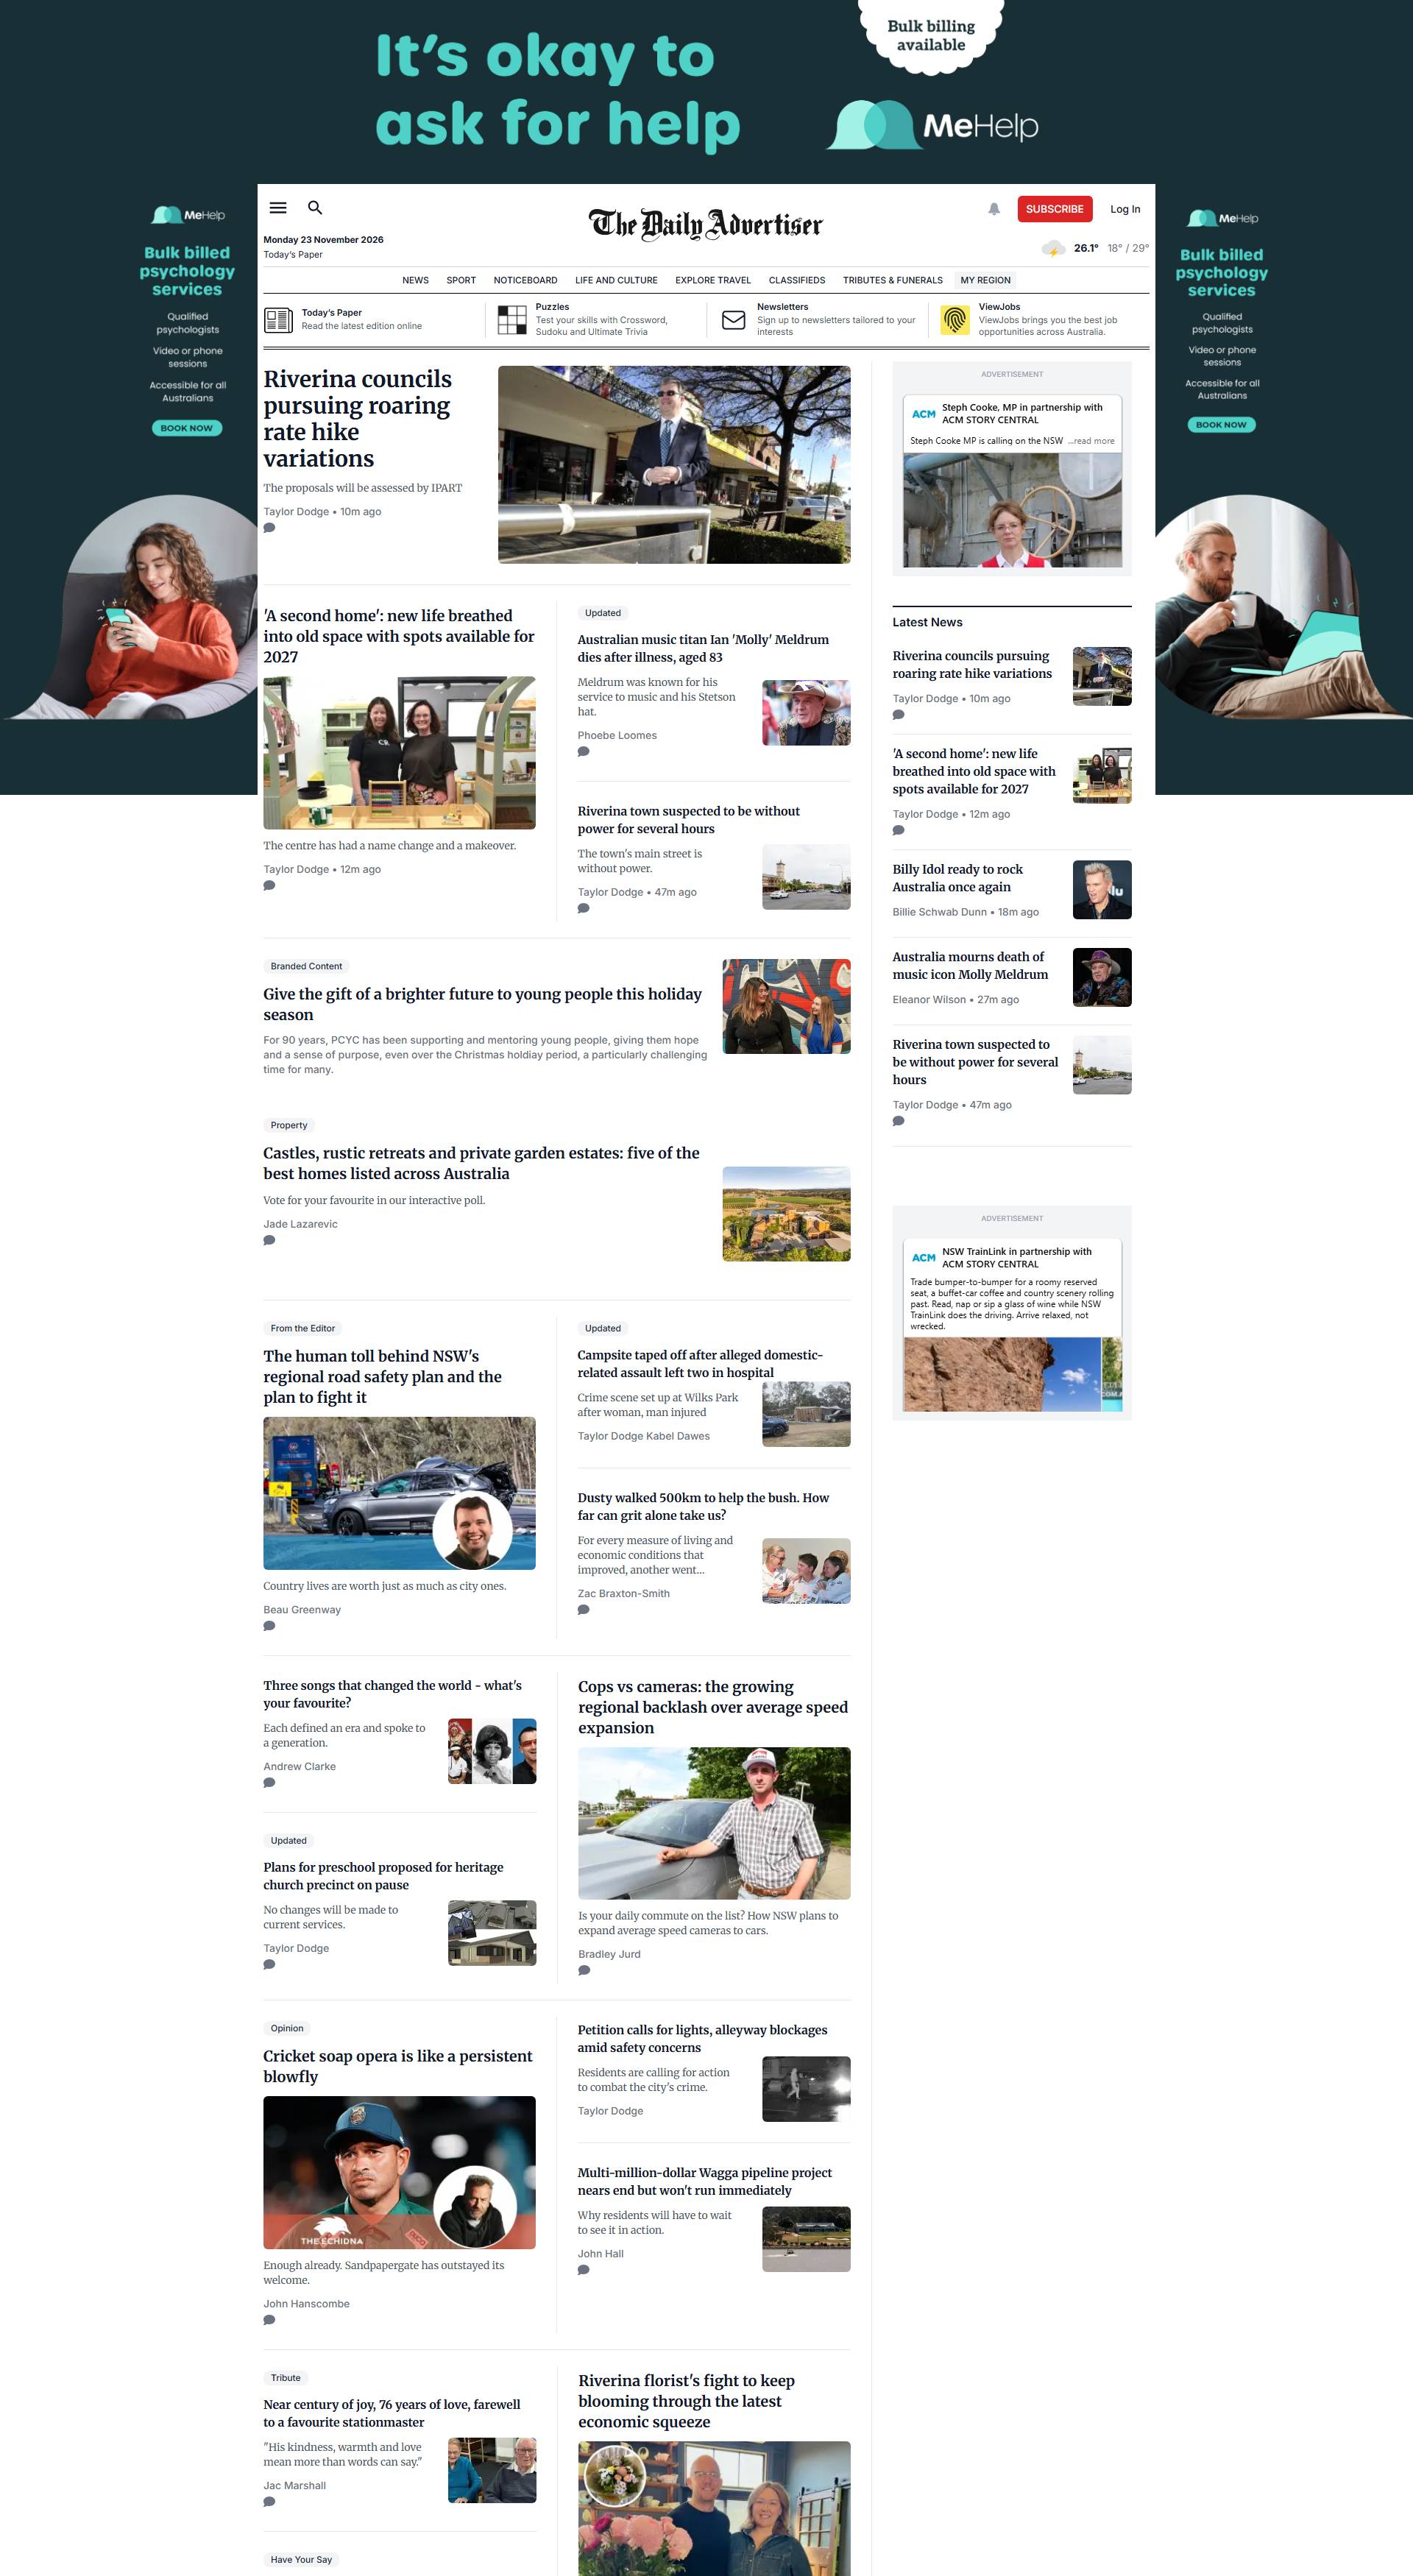 It's okay to
ask for help
Bulk billing
available
MeHelp
MeHelp
Bulk billed
psychology
services
Qualified
psychologists
Video or phone
sessions
Accessible for all
Australians
BOOK NOW
The Daily Advertiser
SUBSCRIBE
Log In
Monday 23 November 2026
Today's Paper
26.1° 18° / 29°
NEWS SPORT NOTICEBOARD LIFE AND CULTURE EXPLORE TRAVEL CLASSIFIEDS TRIBUTES & FUNERALS MY REGION
Today's Paper
Read the latest edition online
Puzzles
Test your skills with Crossword,
Sudoku and Ultimate Trivia
Newsletters
Sign up to newsletters tailored to your
interests
ViewJobs
ViewJobs brings you the best job
opportunities across Australia.
MeHelp
Bulk billed
psychology
services
Qualified
psychologists
Video or phone
sessions
Accessible for all
Australians
BOOK NOW
Riverina councils
pursuing roaring
rate hike
variations
The proposals will be assessed by IPART
Taylor Dodge • 10m ago
'A second home': new life breathed
into old space with spots available for
2027
The centre has had a name change and a makeover.
Taylor Dodge • 12m ago
Updated
Australian music titan Ian 'Molly' Meldrum
dies after illness, aged 83
Meldrum was known for his
service to music and his Stetson
hat.
Phoebe Loomes
Riverina town suspected to be without
power for several hours
The town's main street is
without power.
Taylor Dodge • 47m ago
Branded Content
Give the gift of a brighter future to young people this holiday
season
For 90 years, PCYC has been supporting and mentoring young people, giving them hope
and a sense of purpose, even over the Christmas holdiay period, a particularly challenging
time for many.
Property
Castles, rustic retreats and private garden estates: five of the
best homes listed across Australia
Vote for your favourite in our interactive poll.
Jade Lazarevic
From the Editor
The human toll behind NSW's
regional road safety plan and the
plan to fight it
Country lives are worth just as much as city ones.
Beau Greenway
Updated
Campsite taped off after alleged domestic-
related assault left two in hospital
Crime scene set up at Wilks Park
after woman, man injured
Taylor Dodge Kabel Dawes
Dusty walked 500km to help the bush. How
far can grit alone take us?
For every measure of living and
economic conditions that
improved, another went...
Zac Braxton-Smith
Three songs that changed the world - what's
your favourite?
Each defined an era and spoke to
a generation.
Andrew Clarke
Updated
Plans for preschool proposed for heritage
church precinct on pause
No changes will be made to
current services.
Taylor Dodge
Cops vs cameras: the growing
regional backlash over average speed
expansion
Is your daily commute on the list? How NSW plans to
expand average speed cameras to cars.
Bradley Jurd
Opinion
Cricket soap opera is like a persistent
blowfly
THE ECHIDNA
Enough already. Sandpapergate has outstayed its
welcome.
John Hanscombe
Petition calls for lights, alleyway blockages
amid safety concerns
Residents are calling for action
to combat the city's crime.
Taylor Dodge
Multi-million-dollar Wagga pipeline project
nears end but won't run immediately
Why residents will have to wait
to see it in action.
John Hall
Tribute
Near century of joy, 76 years of love, farewell
to a favourite stationmaster
"His kindness, warmth and love
mean more than words can say."
Jac Marshall
Have Your Say
Riverina florist's fight to keep
blooming through the latest
economic squeeze
ADVERTISEMENT
ACM
Steph Cooke, MP in partnership with
ACM STORY CENTRAL
Steph Cooke MP is calling on the NSW ...read more
Latest News
Riverina councils pursuing
roaring rate hike variations
Taylor Dodge • 10m ago
'A second home': new life
breathed into old space with
spots available for 2027
Taylor Dodge • 12m ago
Billy Idol ready to rock
Australia once again
Billie Schwab Dunn • 18m ago
Australia mourns death of
music icon Molly Meldrum
Eleanor Wilson • 27m ago
Riverina town suspected to
be without power for several
hours
Taylor Dodge • 47m ago
ADVERTISEMENT
ACM
NSW TrainLink in partnership with
ACM STORY CENTRAL
Trade bumper-to-bumper for a roomy reserved
seat, a buffet-car coffee and country scenery rolling
past. Read, nap or sip a glass of wine while NSW
TrainLink does the driving. Arrive relaxed, not
wrecked.